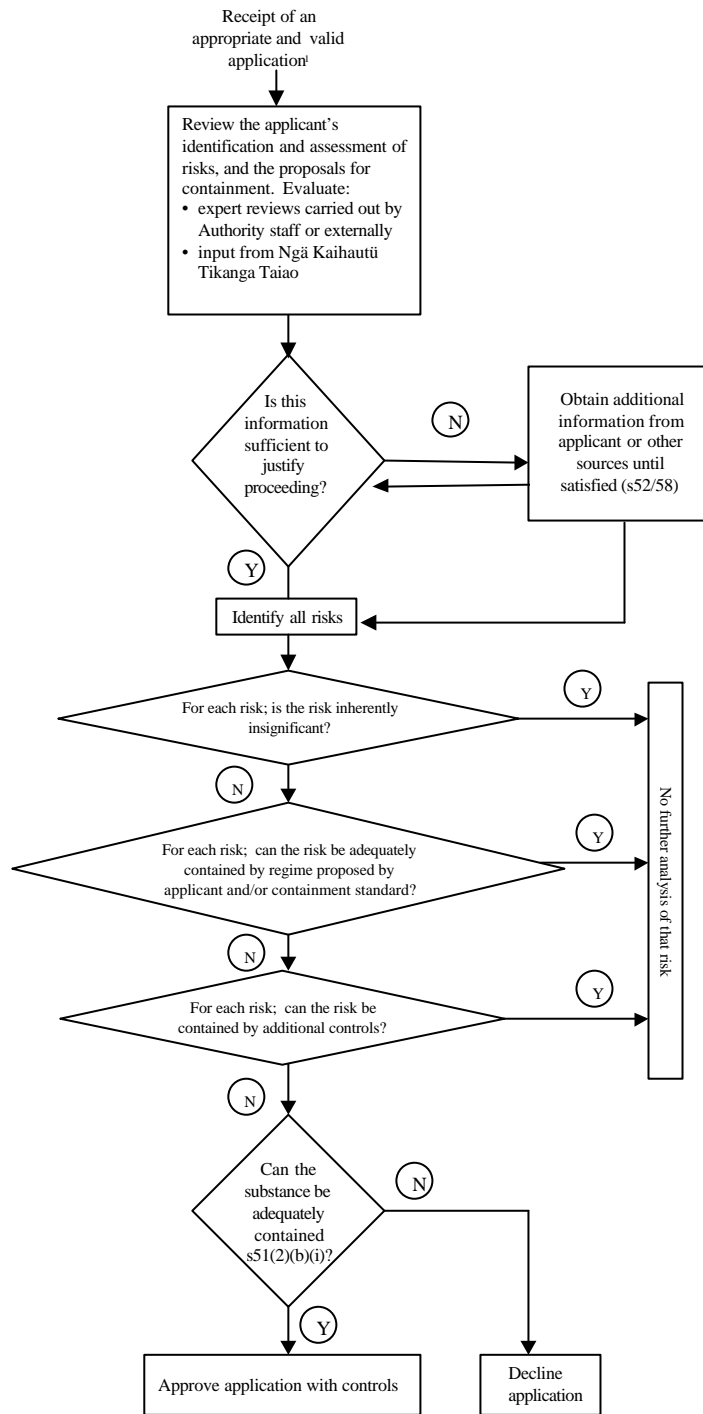 Receipt of an
appropriate and valid
application¹
Review the applicant's
identification and assessment of
risks, and the proposals for
containment. Evaluate:
• expert reviews carried out by
Authority staff or externally
• input from Ngä Kaihautü
Tikanga Taiao
Is this
information
sufficient to
justify
proceeding?
N
Obtain additional
information from
applicant or other
sources until
satisfied (s52/58)
Y
Identify all risks
For each risk; is the risk inherently
insignificant?
Y
N
For each risk; can the risk be adequately
contained by regime proposed by
applicant and/or containment standard?
Y
No further analysis of that risk
N
For each risk; can the risk be
contained by additional controls?
Y
N
Can the
substance be
adequately
contained
s51(2)(b)(i)?
N
Y
Approve application with controls
Decline
application